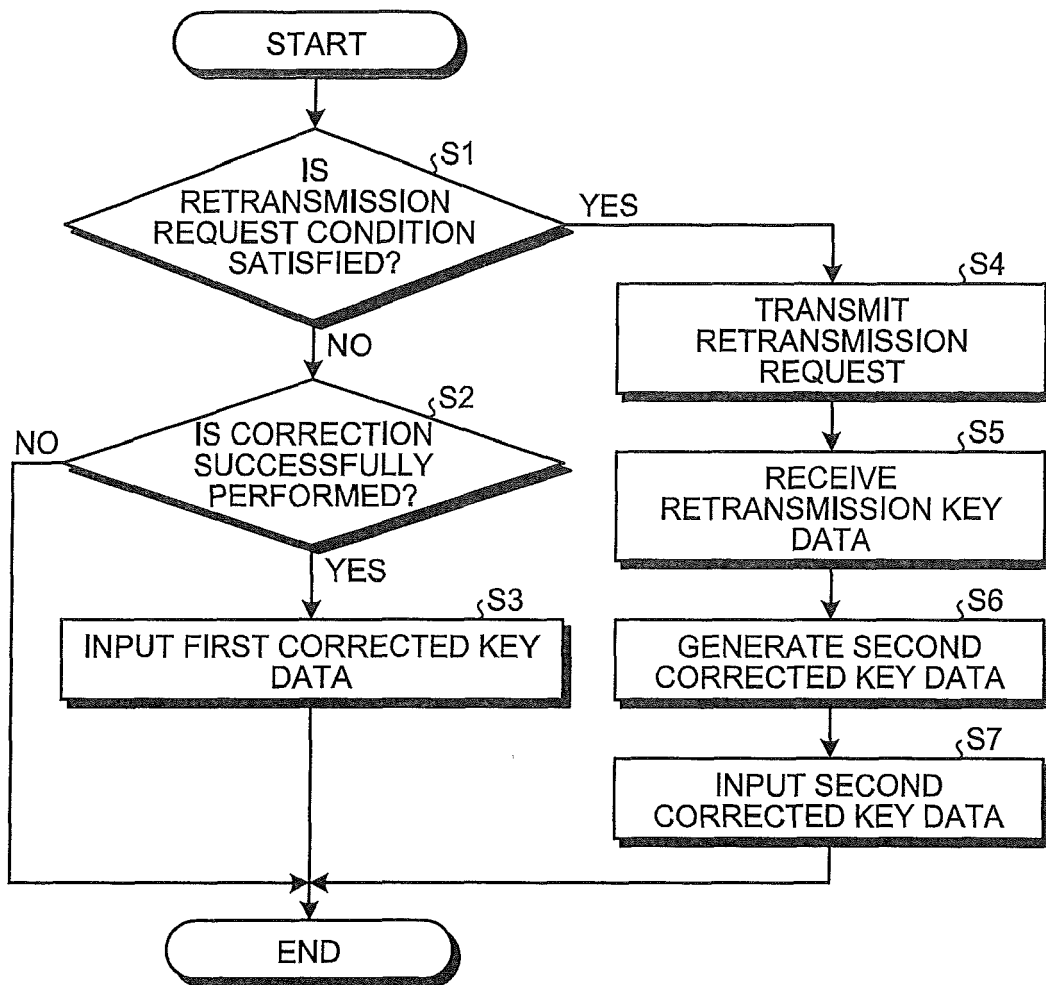 START
S1
IS
RETRANSMISSION
REQUEST CONDITION
SATISFIED?
YES
NO
S2
NO
IS CORRECTION
SUCCESSFULLY
PERFORMED?
YES
S3
INPUT FIRST CORRECTED KEY
DATA
S4
TRANSMIT
RETRANSMISSION
REQUEST
S5
RECEIVE
RETRANSMISSION KEY
DATA
S6
GENERATE SECOND
CORRECTED KEY DATA
S7
INPUT SECOND
CORRECTED KEY DATA
END